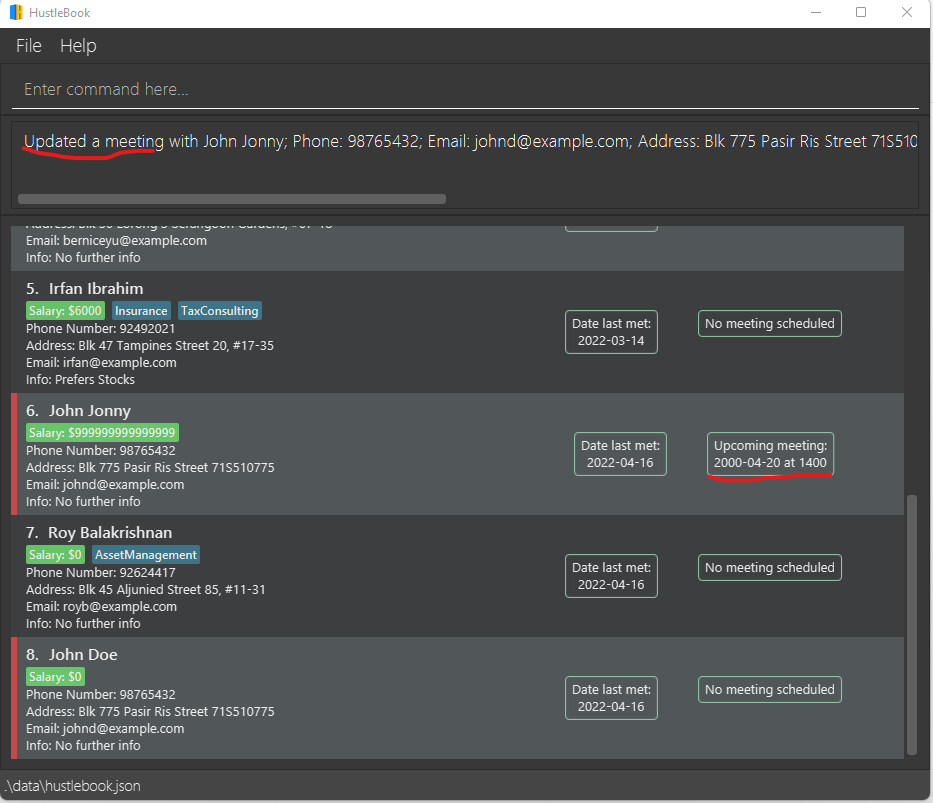 HustleBook
File Help
Enter command here...
Updated a meeting with John Jonny; Phone: 98765432; Email: johnd@example.com; Address: Blk 775 Pasir Ris Street 71S510
Email: berniceyu@example.com
Info: No further info
5. Irfan Ibrahim
Salary: $6000 Insurance TaxConsulting
Phone Number: 92492021
Address: Blk 47 Tampines Street 20, #17-35
Email: irfan@example.com
Info: Prefers Stocks
Date last met:
2022-03-14
No meeting scheduled
6. John Jonny
Salary: $999999999999999
Phone Number: 98765432
Address: Blk 775 Pasir Ris Street 71S510775
Email: johnd@example.com
Info: No further info
Date last met:
2022-04-16
Upcoming meeting:
2000-04-20 at 1400
7. Roy Balakrishnan
Salary: $0 AssetManagement
Phone Number: 92624417
Address: Blk 45 Aljunied Street 85, #11-31
Email: royb@example.com
Info: No further info
Date last met:
2022-04-16
No meeting scheduled
8. John Doe
Salary: $0
Phone Number: 98765432
Address: Blk 775 Pasir Ris Street 71S510775
Email: johnd@example.com
Info: No further info
Date last met:
2022-04-16
No meeting scheduled
.\data\hustlebook.json